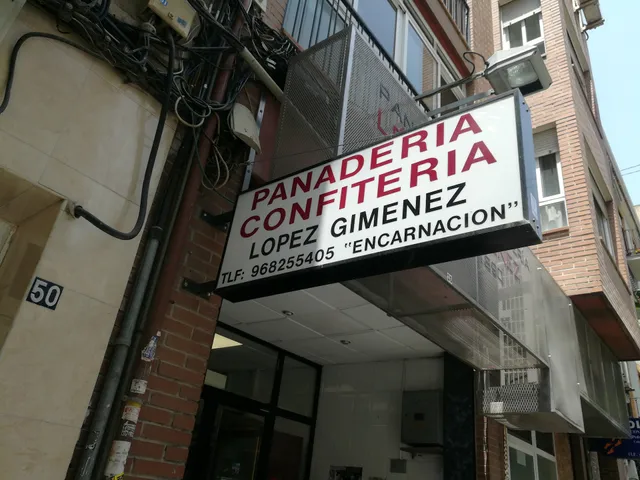 PANADERIA
CONFITERIA
LOPEZ GIMENEZ
TLF: 968255405 "ENCARNACION"
50